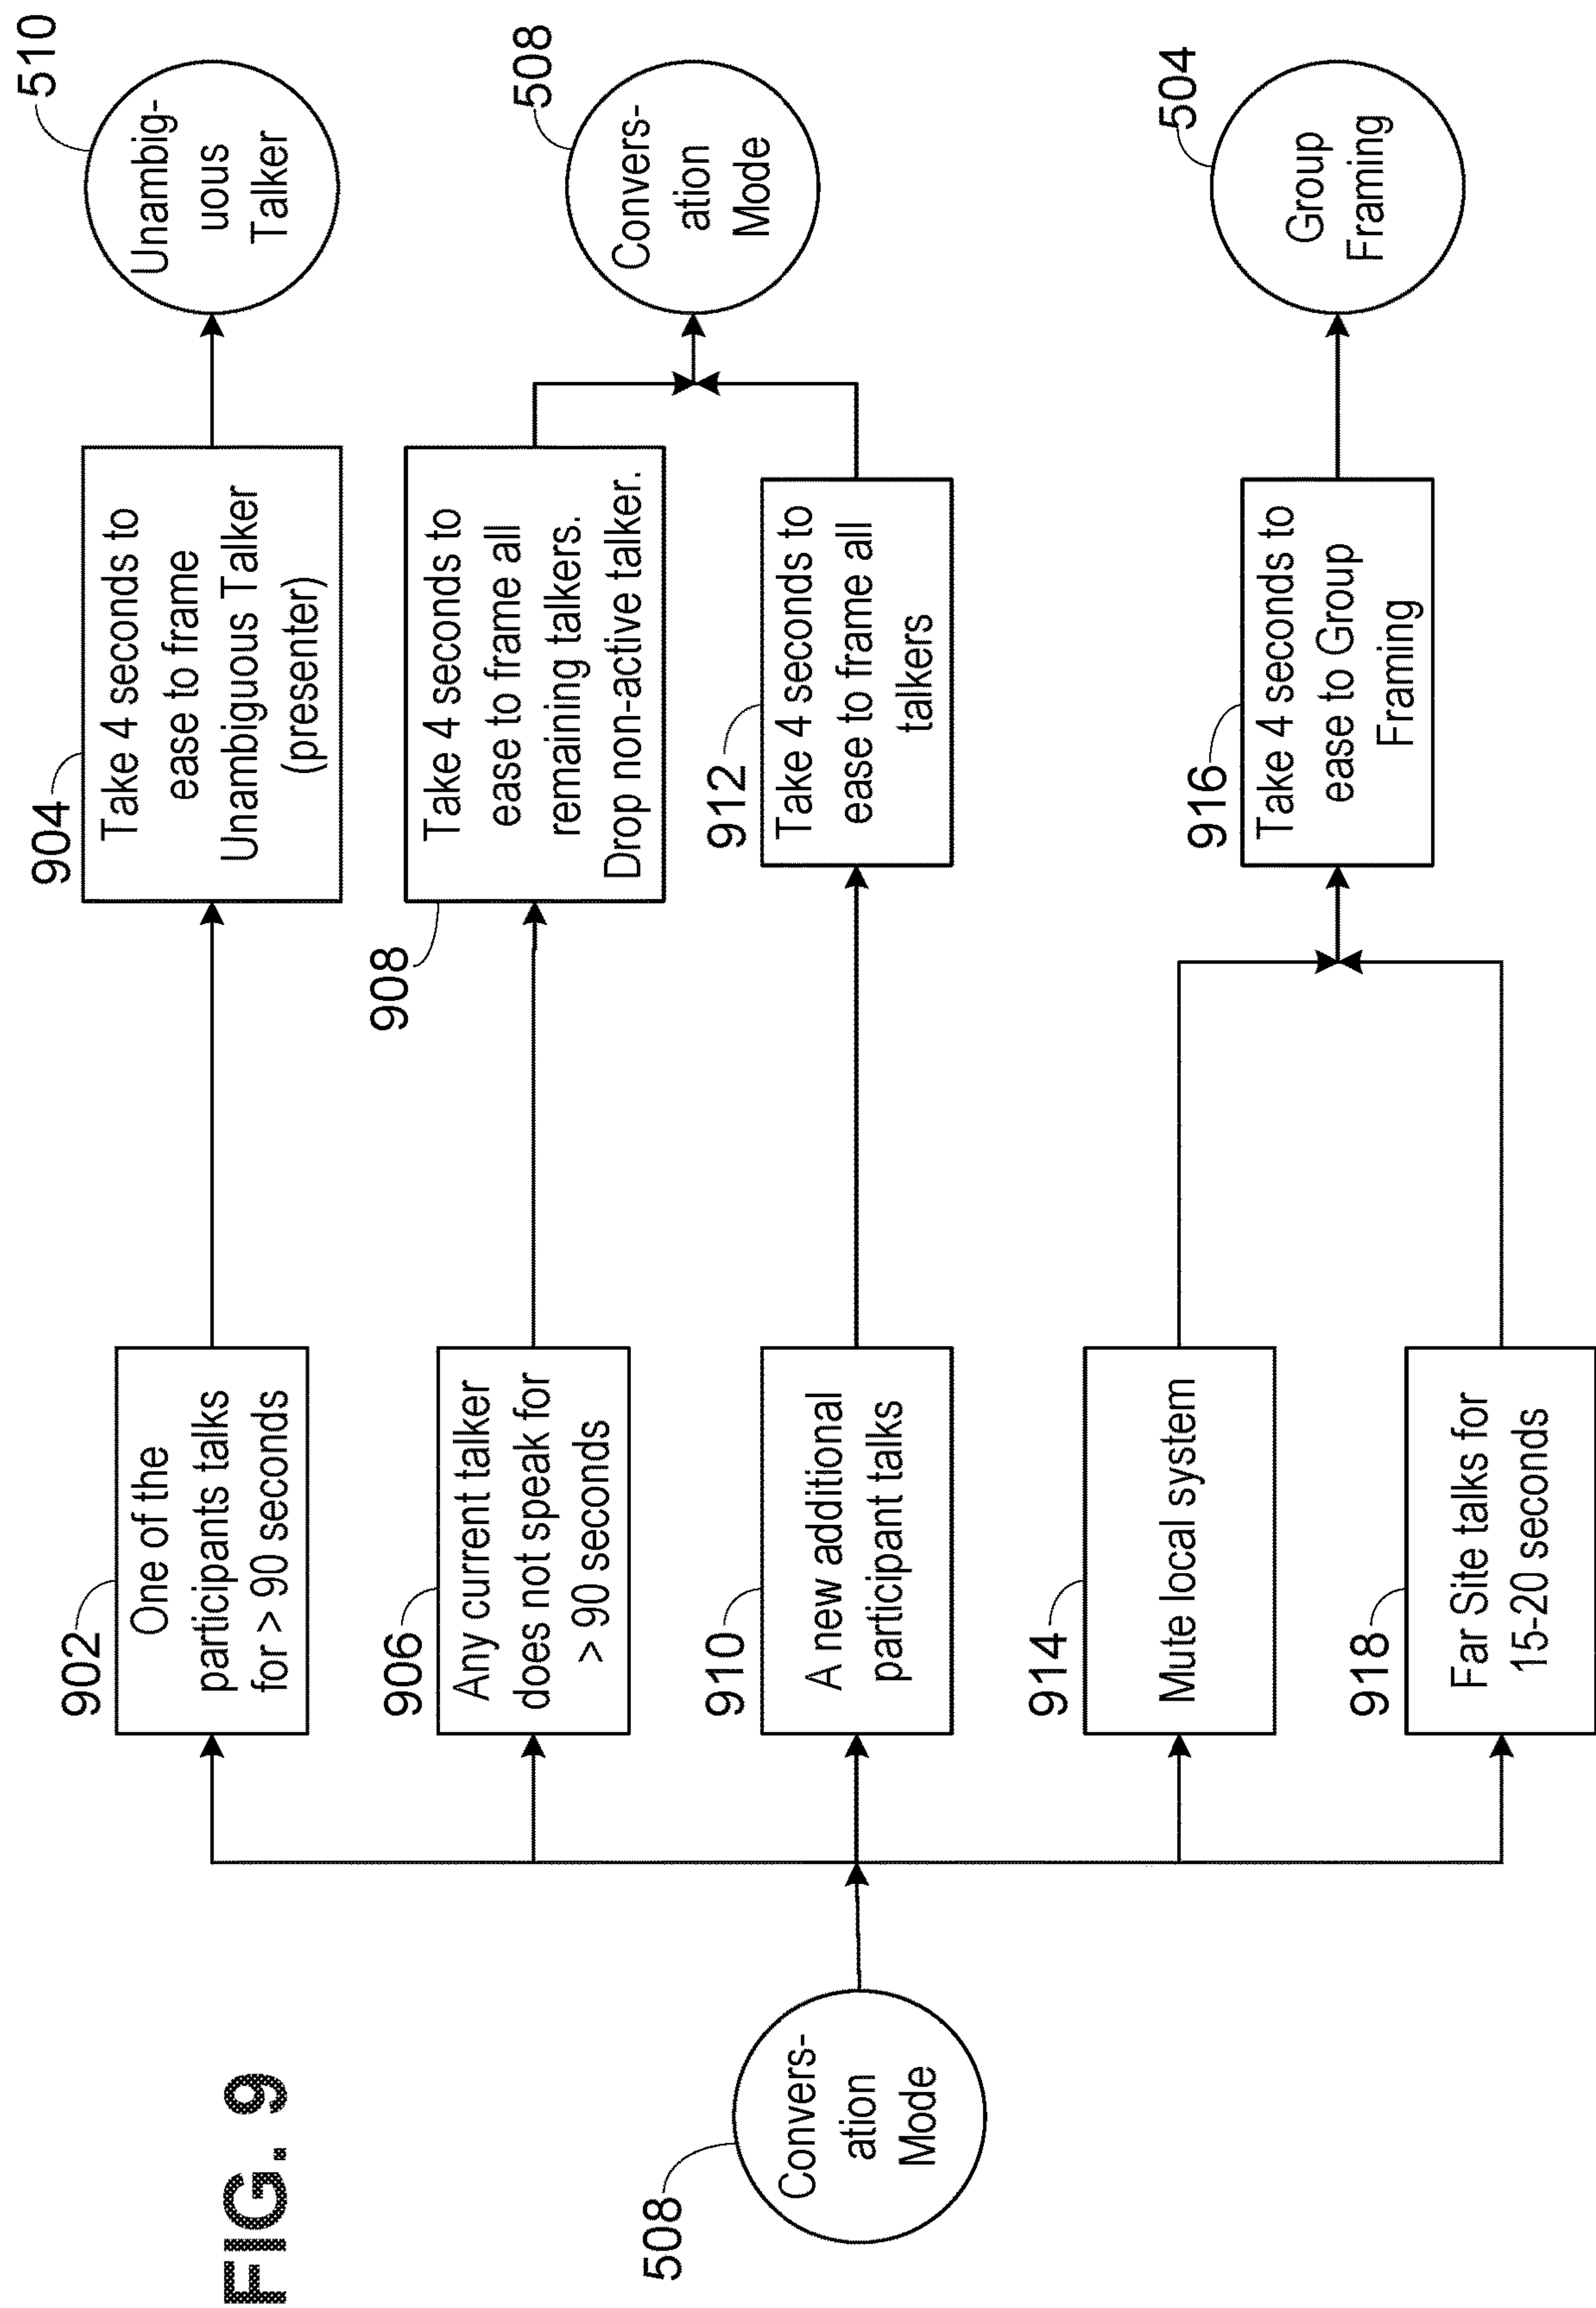 FIG. 9
508
Convers-
ation
Mode
902
One of the
participants talks
for > 90 seconds
904
Take 4 seconds to
ease to frame
Unambiguous Talker
(presenter)
510
Unambig-
uous
Talker
906
Any current talker
does not speak for
> 90 seconds
908
Take 4 seconds to
ease to frame all
remaining talkers.
Drop non-active talker.
508
Convers-
ation
Mode
910
A new additional
participant talks
912
Take 4 seconds to
ease to frame all
talkers
914
Mute local system
916
Take 4 seconds to
ease to Group
Framing
504
Group
Framing
918
Far Site talks for
15-20 seconds